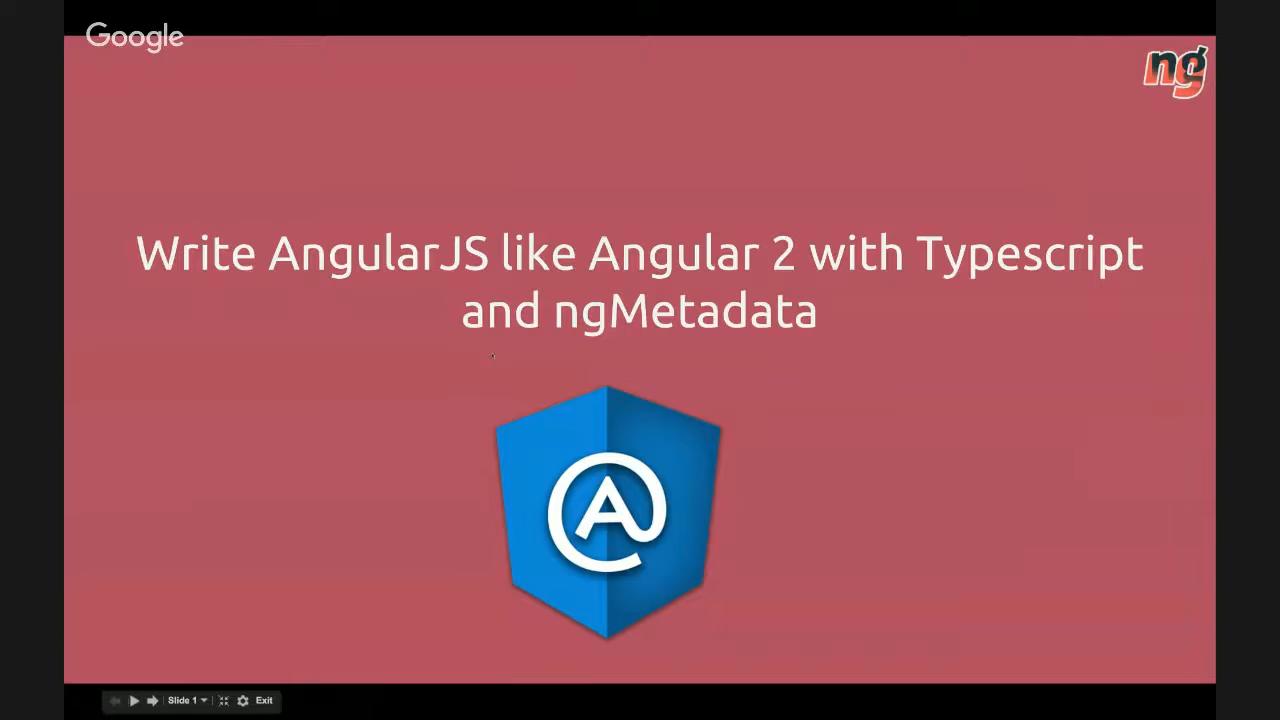 Google
ng
Write AngularJS like Angular 2 with Typescript
and ngMetadata
A
Slide 1
Exit